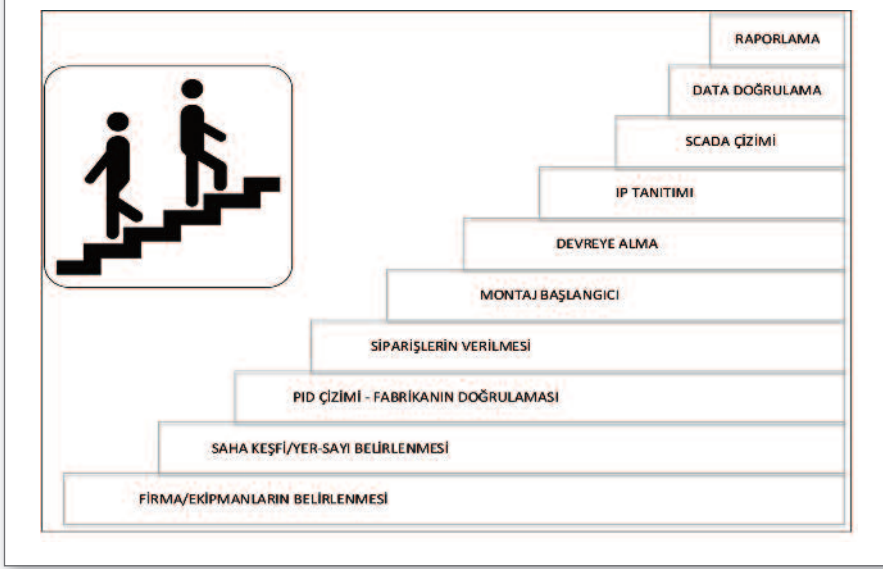 RAPORLAMA
DATA DOĞRULAMA
SCADA ÇİZİMİ
IP TANITIMI
DEVREYE ALMA
MONTAJ BAŞLANGICI
SİPARİŞLERİN VERİLMESİ
PID ÇİZİMİ - FABRİKANIN DOĞRULAMASI
SAHA KEŞFİ/YER-SAYI BELİRLENMESİ
FİRMA/EKİPMANLARIN BELİRLENMESİ